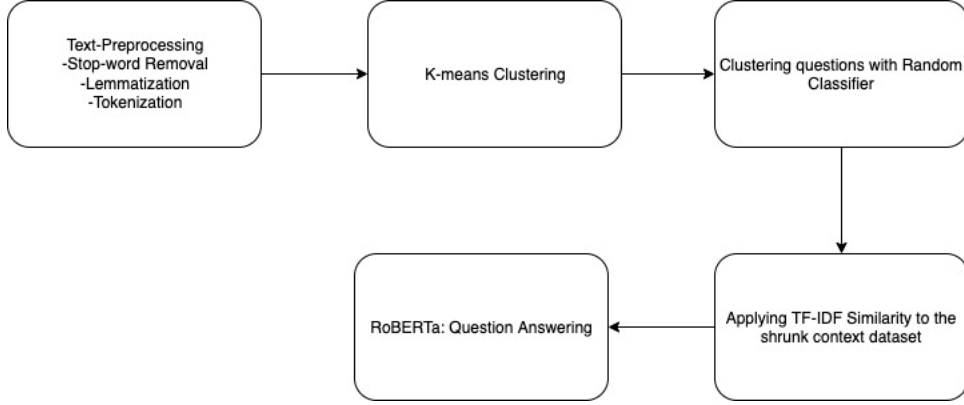 Text-Preprocessing
-Stop-word Removal
-Lemmatization
-Tokenization
K-means Clustering
Clustering questions with Random
Classifier
Applying TF-IDF Similarity to the
shrunk context dataset
RoBERTa: Question Answering